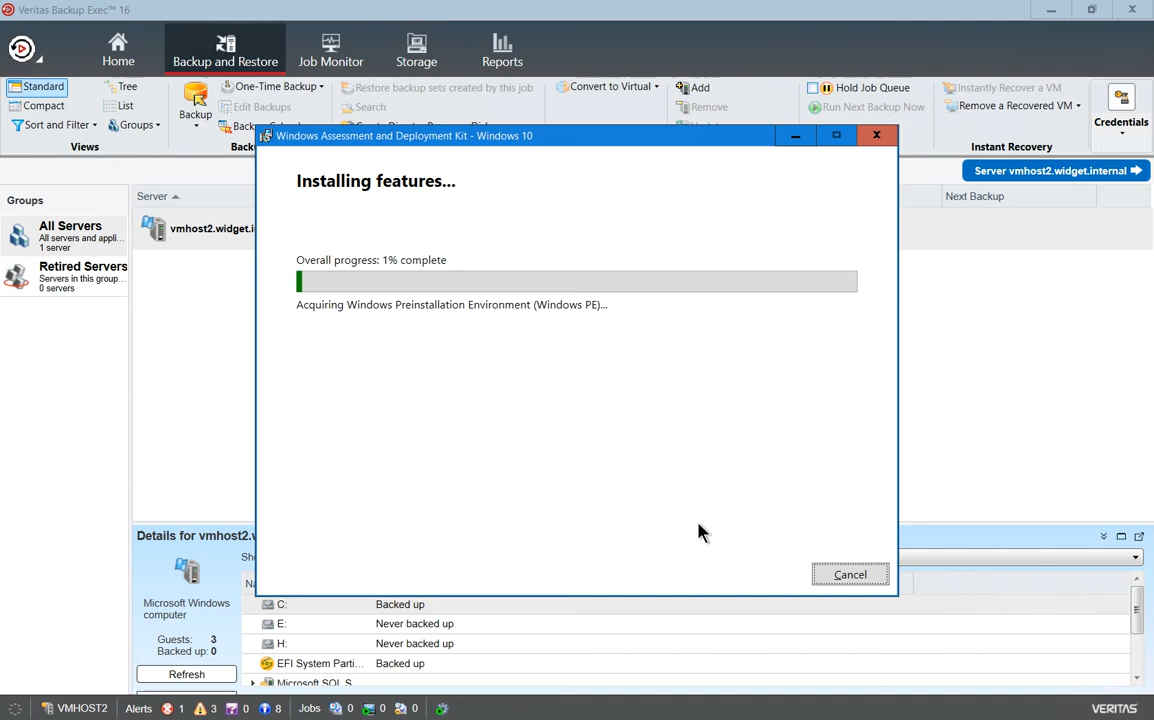 Veritas Backup Exec™ 16
Home
Backup and Restore
Job Monitor
Storage
Reports
Standard
Tree
Compact
List
Sort and Filter
Groups
Views
Backup
One-Time Backup
Edit Backups
Restore backup sets created by this job
Search
Convert to Virtual
Add
Remove
Hold Job Queue
Run Next Backup Now
Instantly Recover a VM
Remove a Recovered VM
Instant Recovery
Credentials
Server vmhost2.widget.internal
Groups
All Servers
All servers and appli...
1 server
Retired Servers
Servers in this group...
0 servers
Server
Next Backup
vmhost2.widget.i
Windows Assessment and Deployment Kit - Windows 10
Installing features...
Overall progress: 1% complete
Acquiring Windows Preinstallation Environment (Windows PE)...
Cancel
Details for vmhost2.
Microsoft Windows
computer
Guests: 3
Backed up: 0
Refresh
C: Backed up
E: Never backed up
H: Never backed up
EFI System Parti... Backed up
Microsoft SQL S
VMHOST2 Alerts 1 3 0 8 Jobs 0 0 0
VERITAS